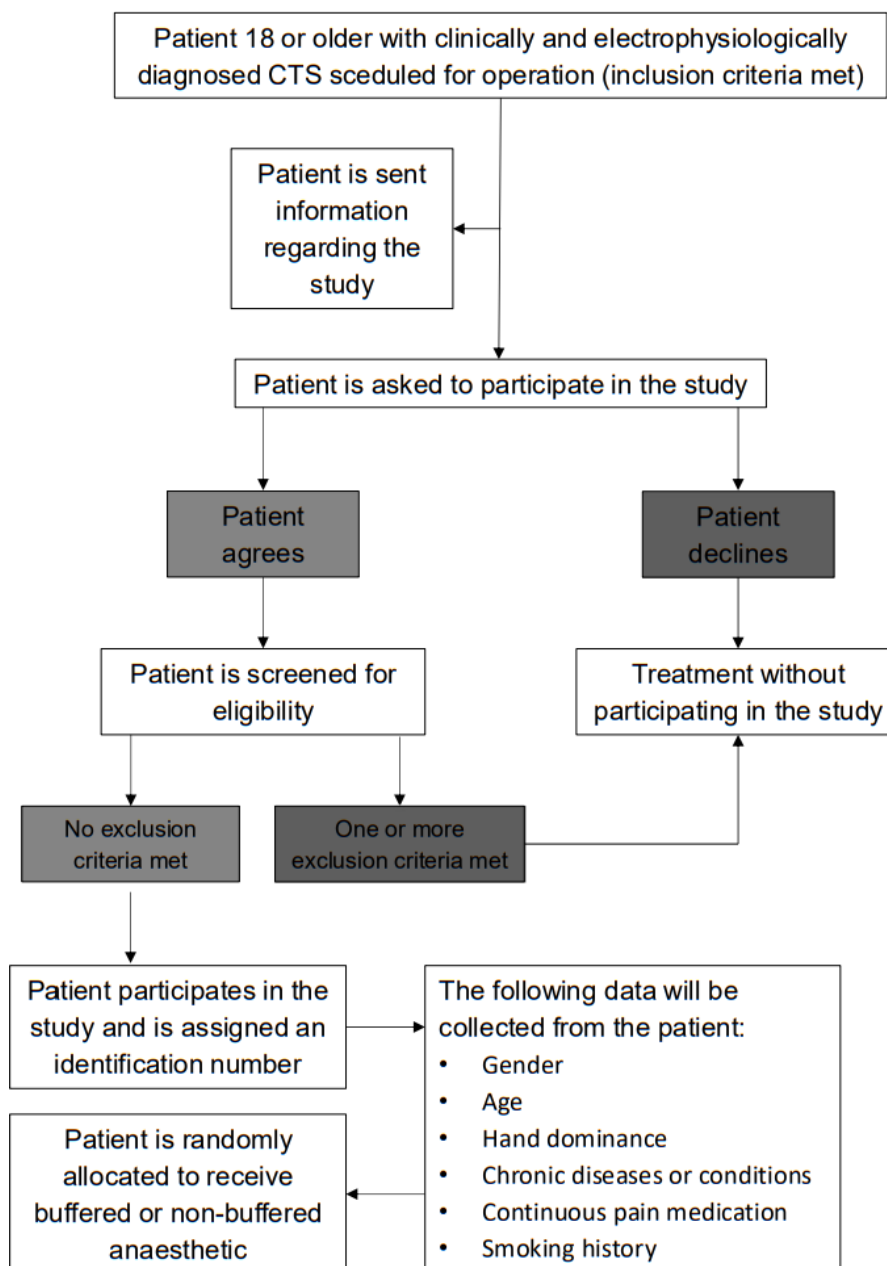 Patient 18 or older with clinically and electrophysiologically
diagnosed CTS sceduled for operation (inclusion criteria met)
Patient is sent
information
regarding the
study
Patient is asked to participate in the study
Patient
agrees
Patient
declines
Patient is screened for
eligibility
Treatment without
participating in the study
No exclusion
criteria met
One or more
exclusion criteria met
Patient participates in the
study and is assigned an
identification number
The following data will be
collected from the patient:
• Gender
• Age
• Hand dominance
• Chronic diseases or conditions
• Continuous pain medication
• Smoking history
Patient is randomly
allocated to receive
buffered or non-buffered
anaesthetic